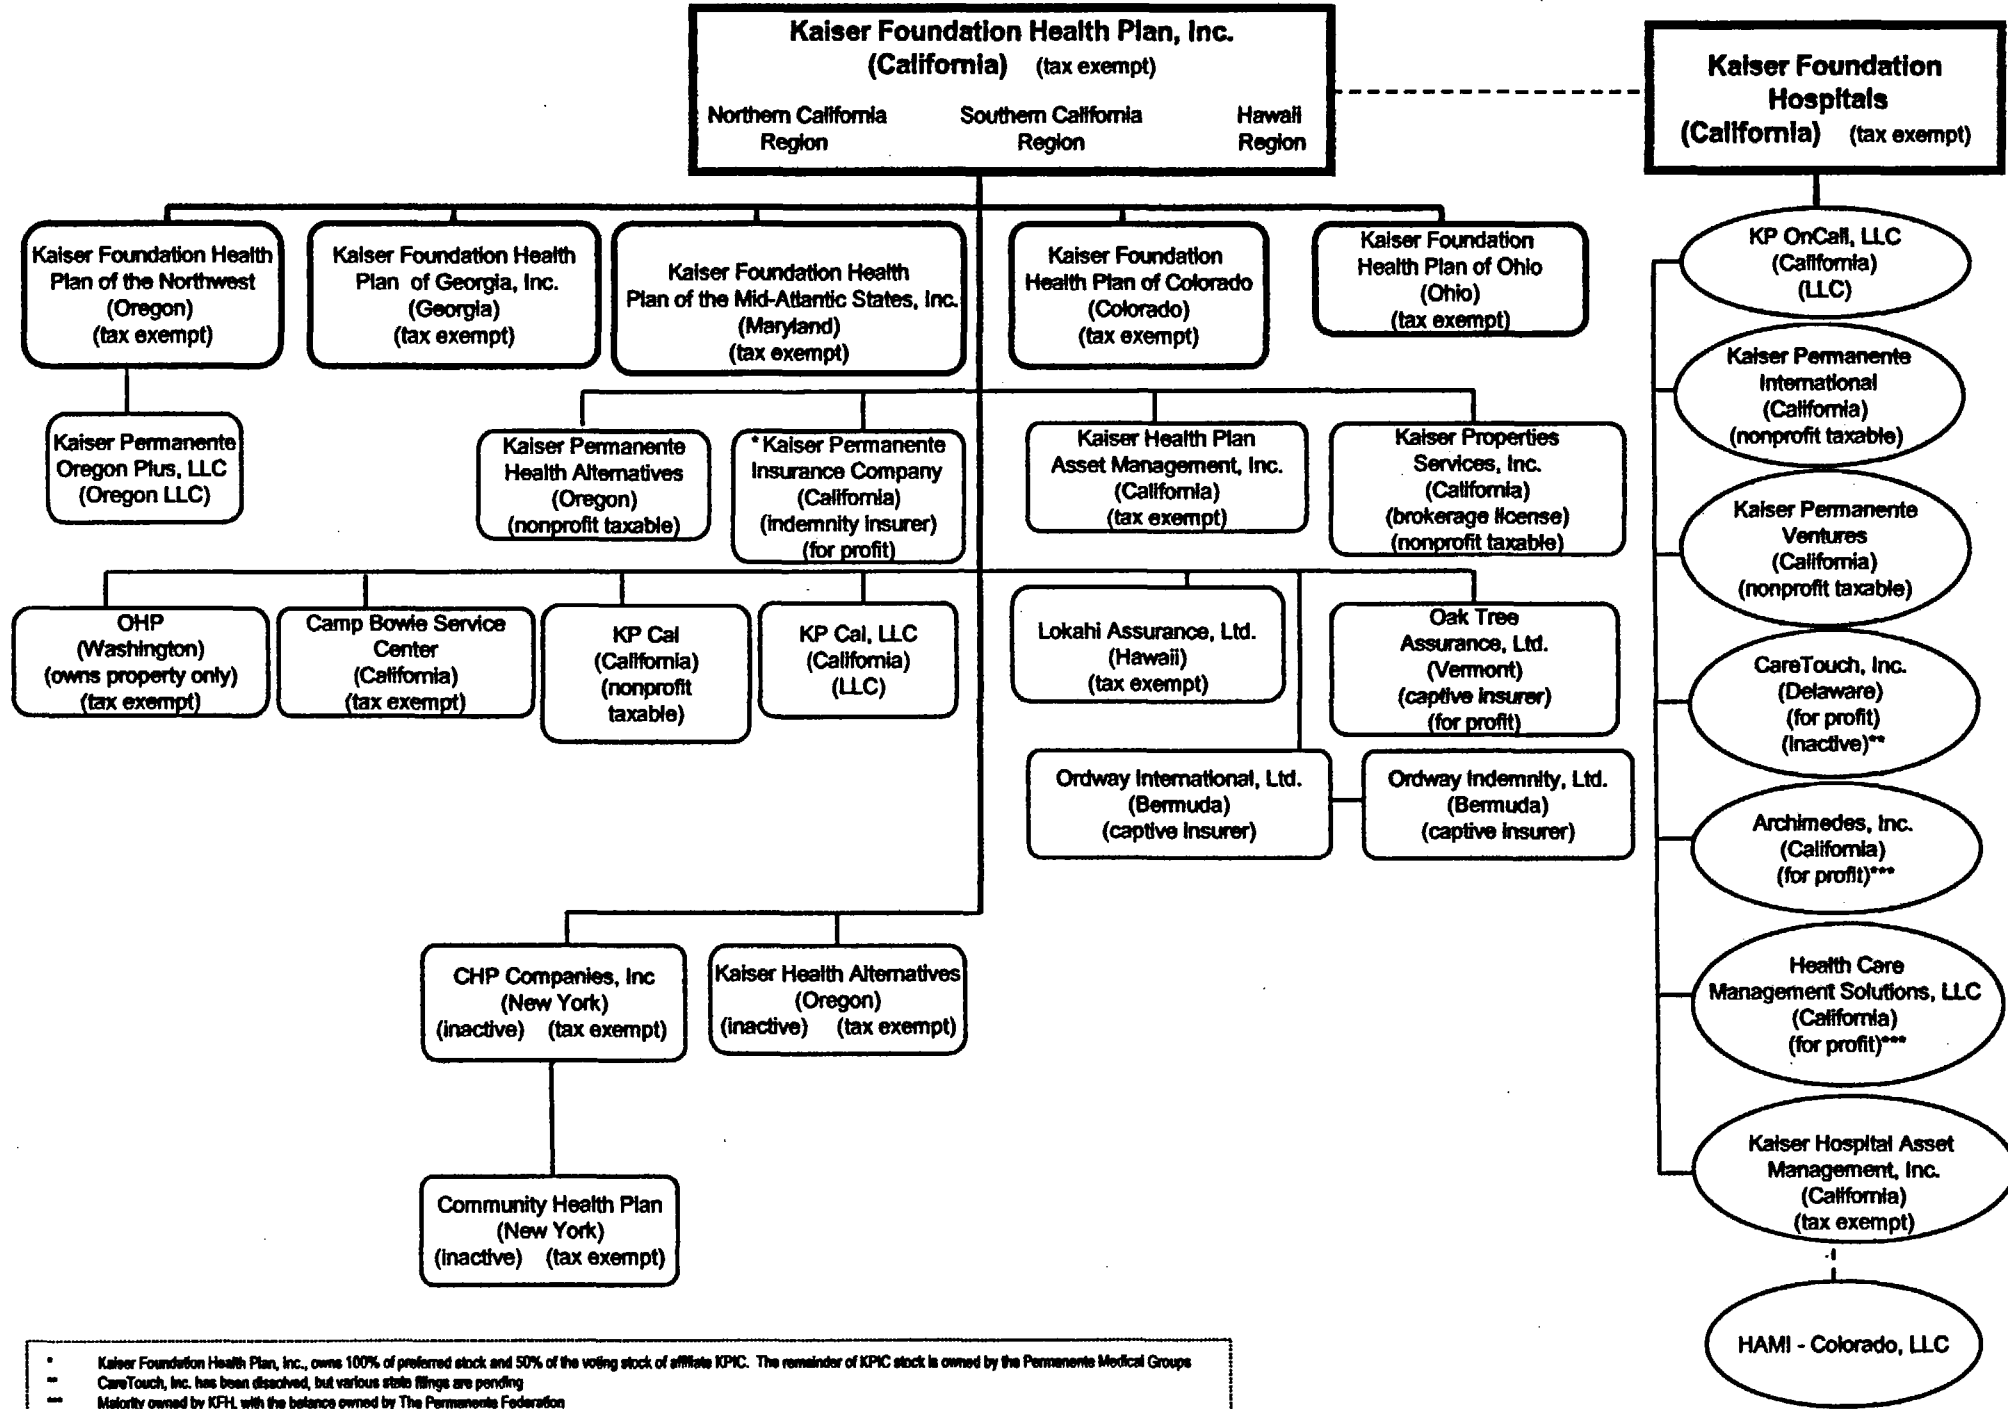 Kaiser Foundation Health Plan, Inc.
(California) (tax exempt)
Northern California
Region
Southern California
Region
Hawaii
Region
Kaiser Foundation
Hospitals
(California) (tax exempt)
Kaiser Foundation Health
Plan of the Northwest
(Oregon)
(tax exempt)
Kaiser Foundation Health
Plan of Georgia, Inc.
(Georgia)
(tax exempt)
Kaiser Foundation Health
Plan of the Mid-Atlantic States, Inc.
(Maryland)
(tax exempt)
Kaiser Foundation
Health Plan of Colorado
(Colorado)
(tax exempt)
Kaiser Foundation
Health Plan of Ohio
(Ohio)
(tax exempt)
Kaiser Permanente
Oregon Plus, LLC
(Oregon LLC)
Kaiser Permanente
Health Alternatives
(Oregon)
(nonprofit taxable)
* Kaiser Permanente
Insurance Company
(California)
(indemnity insurer)
(for profit)
Kaiser Health Plan
Asset Management, Inc.
(California)
(tax exempt)
Kaiser Properties
Services, Inc.
(California)
(brokerage license)
(nonprofit taxable)
OHP
(Washington)
(owns property only)
(tax exempt)
Camp Bowie Service
Center
(California)
(tax exempt)
KP Cal
(California)
(nonprofit
taxable)
KP Cal, LLC
(California)
(LLC)
Lokahi Assurance, Ltd.
(Hawaii)
(tax exempt)
Oak Tree
Assurance, Ltd.
(Vermont)
(captive insurer)
(for profit)
Ordway International, Ltd.
(Bermuda)
(captive insurer)
Ordway Indemnity, Ltd.
(Bermuda)
(captive insurer)
CHP Companies, Inc
(New York)
(inactive) (tax exempt)
Kaiser Health Alternatives
(Oregon)
(inactive) (tax exempt)
Community Health Plan
(New York)
(inactive) (tax exempt)
KP OnCall, LLC
(California)
(LLC)
Kaiser Permanente
International
(California)
(nonprofit taxable)
Kaiser Permanente
Ventures
(California)
(nonprofit taxable)
CareTouch, Inc.
(Delaware)
(for profit)
(inactive)**
Archimedes, Inc.
(California)
(for profit)***
Health Care
Management Solutions, LLC
(California)
(for profit)***
Kaiser Hospital Asset
Management, Inc.
(California)
(tax exempt)
HAMI - Colorado, LLC
* Kaiser Foundation Health Plan, Inc., owns 100% of preferred stock and 50% of the voting stock of affiliate KPIC. The remainder of KPIC stock is owned by the Permanente Medical Groups
** CareTouch, Inc. has been dissolved, but various state filings are pending
*** Majority owned by KFH, with the balance owned by The Permanente Federation